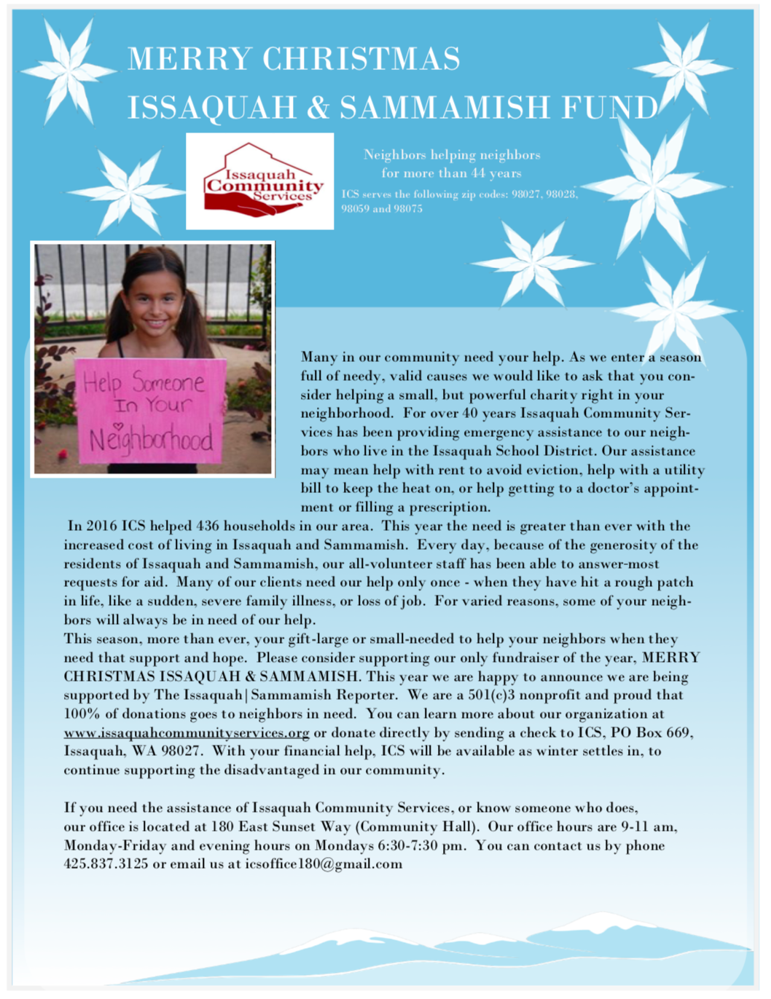 MERRY CHRISTMAS
ISSAQUAH & SAMMAMISH FUND
Issaquah
Community
Services
Neighbors helping neighbors
for more than 44 years
ICS serves the following zip codes: 98027, 98028,
98059 and 98075
Help Someone
In Your
Neighborhood
Many in our community need your help. As we enter a season
full of needy, valid causes we would like to ask that you con-
sider helping a small, but powerful charity right in your
neighborhood.  For over 40 years Issaquah Community Ser-
vices has been providing emergency assistance to our neigh-
bors who live in the Issaquah School District. Our assistance
may mean help with rent to avoid eviction, help with a utility
bill to keep the heat on, or help getting to a doctor's appoint-
ment or filling a prescription.
In 2016 ICS helped 436 households in our area.  This year the need is greater than ever with the
increased cost of living in Issaquah and Sammamish.  Every day, because of the generosity of the
residents of Issaquah and Sammamish, our all-volunteer staff has been able to answer-most
requests for aid.  Many of our clients need our help only once - when they have hit a rough patch
in life, like a sudden, severe family illness, or loss of job.  For varied reasons, some of your neigh-
bors will always be in need of our help.
This season, more than ever, your gift-large or small-needed to help your neighbors when they
need that support and hope.  Please consider supporting our only fundraiser of the year, MERRY
CHRISTMAS ISSAQUAH & SAMMAMISH. This year we are happy to announce we are being
supported by The Issaquah|Sammamish Reporter.  We are a 501(c)3 nonprofit and proud that
100% of donations goes to neighbors in need.  You can learn more about our organization at
www.issaquahcommunityservices.org or donate directly by sending a check to ICS, PO Box 669,
Issaquah, WA 98027.  With your financial help, ICS will be available as winter settles in, to
continue supporting the disadvantaged in our community.
If you need the assistance of Issaquah Community Services, or know someone who does,
our office is located at 180 East Sunset Way (Community Hall).  Our office hours are 9-11 am,
Monday-Friday and evening hours on Mondays 6:30-7:30 pm.  You can contact us by phone
425.837.3125 or email us at icsoffice180@gmail.com